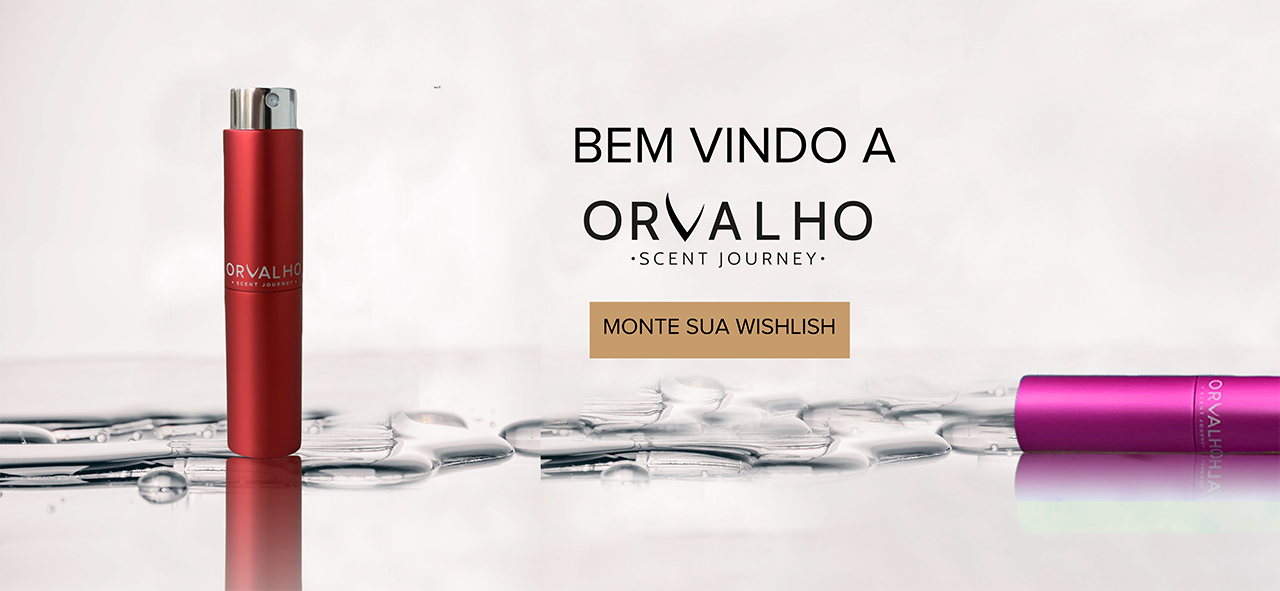 BEM VINDO A
ORVALHO
·SCENT JOURNEY·
MONTE SUA WISHLISH
ORVALHO
· SCENT JOURNEY ·
ORVALHO
· SCENT JOURNEY ·